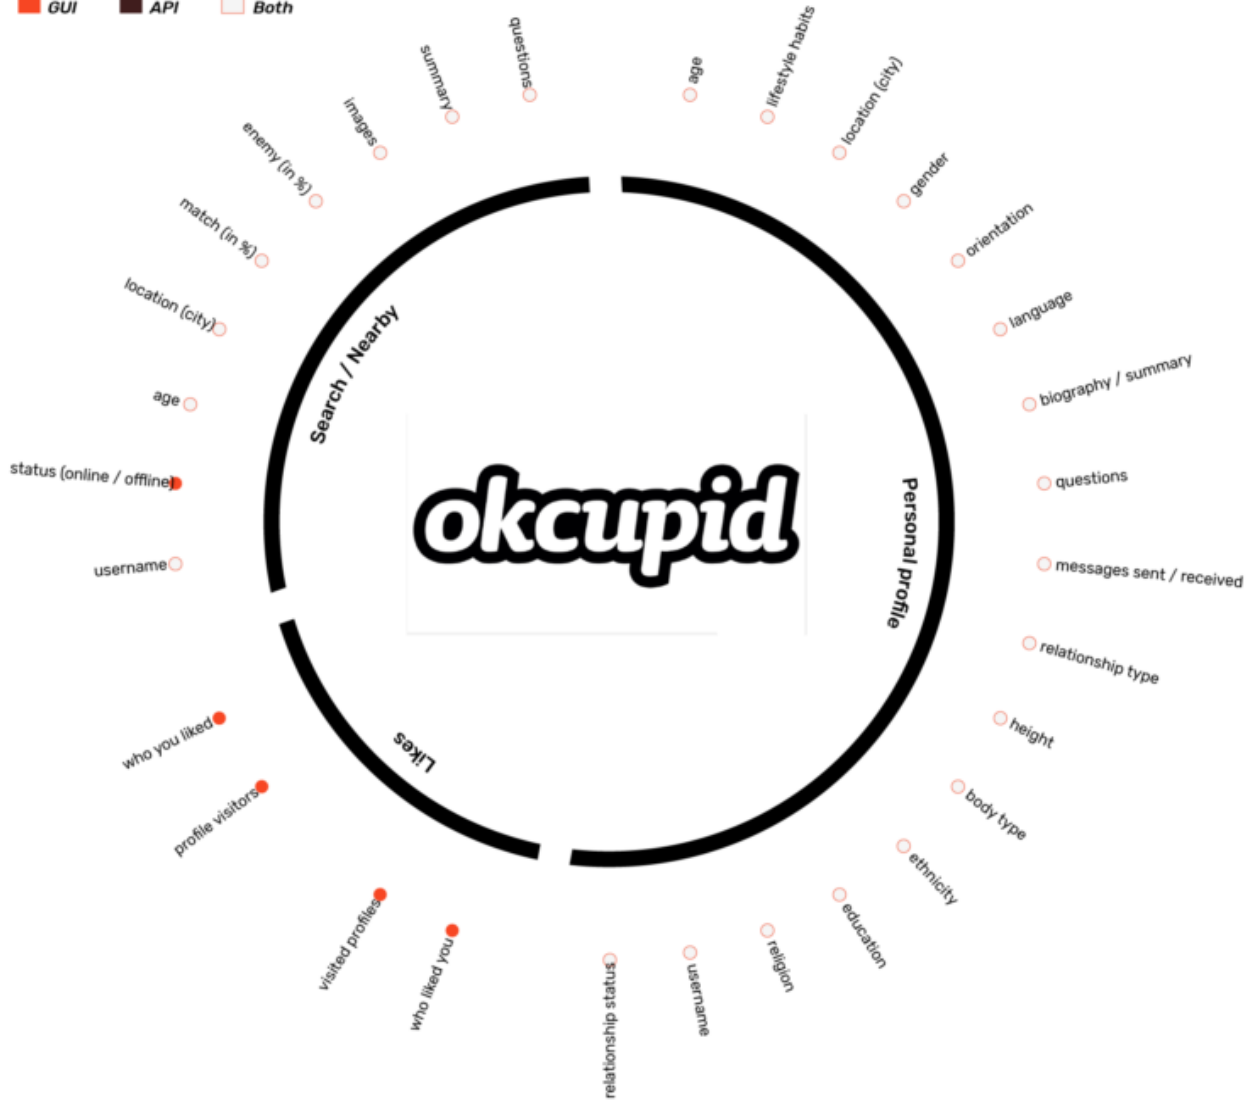 GUI
API
Both
questions
summary
images
enemy (in %)
match (in %)
location (city)
age
status (online / offline)
username
Search / Nearby
age
lifestyle habits
location (city)
gender
orientation
language
biography / summary
questions
messages sent / received
relationship type
height
body type
ethnicity
education
religion
username
relationship status
Personal profile
okcupid
who you liked
profile visitors
visited profiles
who liked you
Likes